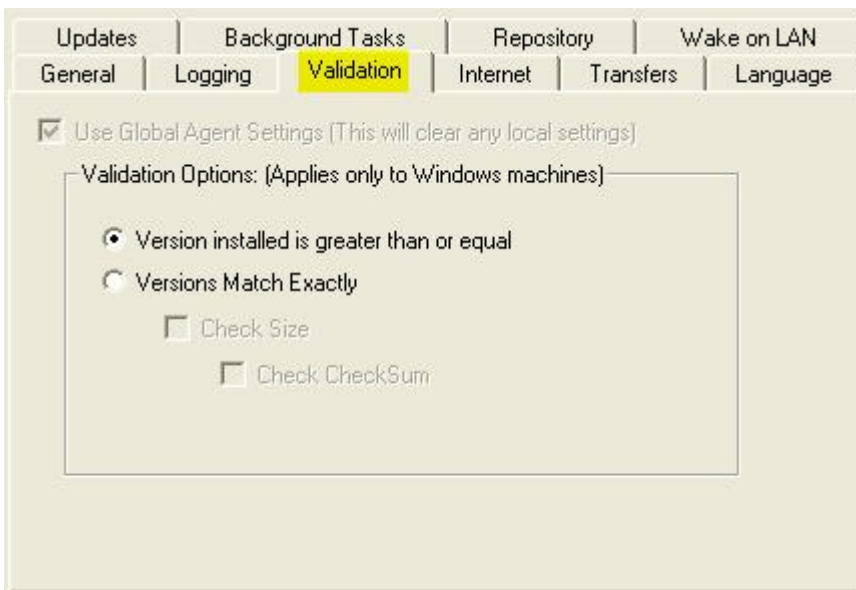 Updates Background Tasks Repository Wake on LAN
General Logging Validation Internet Transfers Language
Use Global Agent Settings (This will clear any local settings)
Validation Options: (Applies only to Windows machines)
Version installed is greater than or equal
Versions Match Exactly
Check Size
Check CheckSum